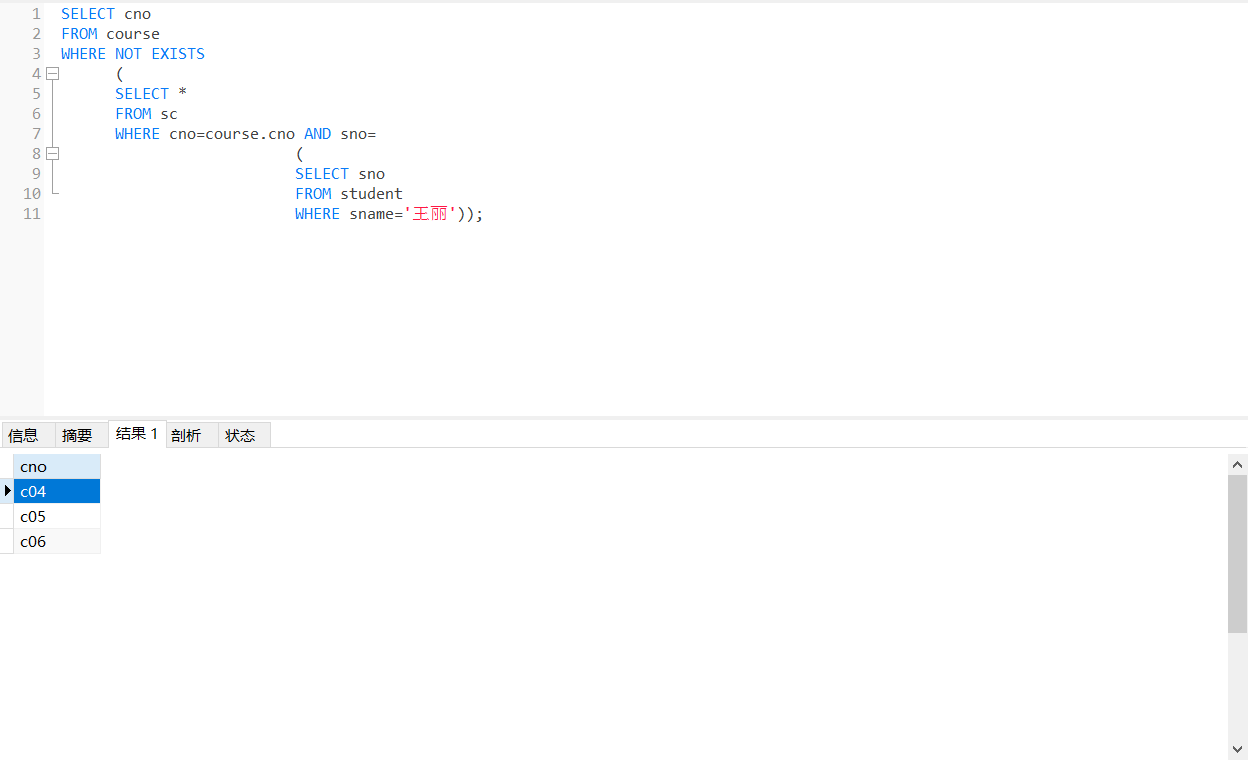 1 SELECT cno
2 FROM course
3 WHERE NOT EXISTS
4 (
5 SELECT *
6 FROM sc
7 WHERE cno=course.cno AND sno=
8 (
9 SELECT sno
10 FROM student
11 WHERE sname='王丽'));
信息 摘要 结果 1 剖析 状态
cno
c04
c05
c06